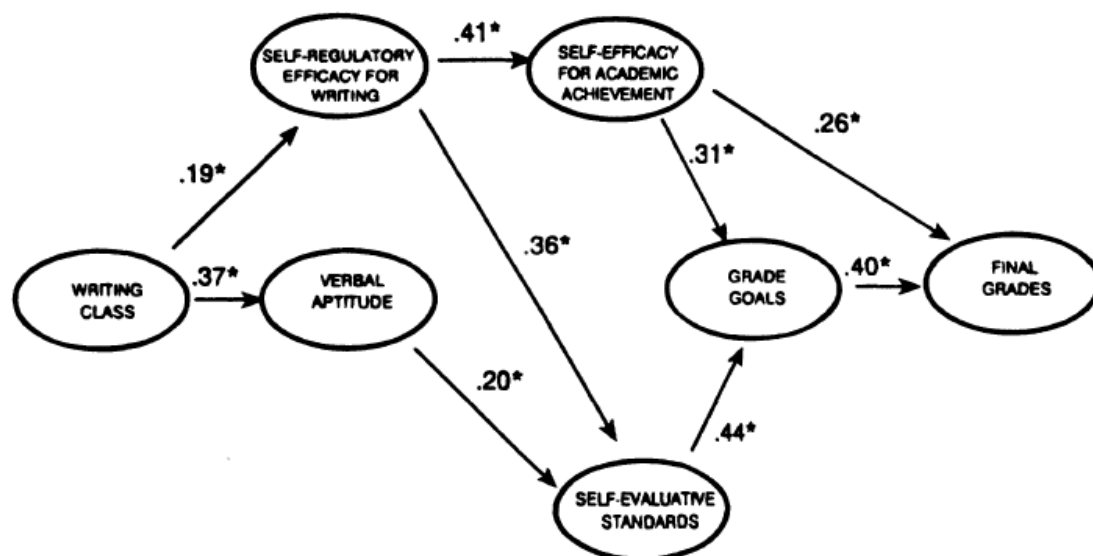 SELF-REGULATORY
EFFICACY FOR
WRITING
.41*
SELF-EFFICACY
FOR ACADEMIC
ACHIEVEMENT
.19*
.31*
.26*
.36*
WRITING
CLASS
.37*
VERBAL
APTITUDE
GRADE
GOALS
.40*
FINAL
GRADES
.20*
.44*
SELF-EVALUATIVE
STANDARDS